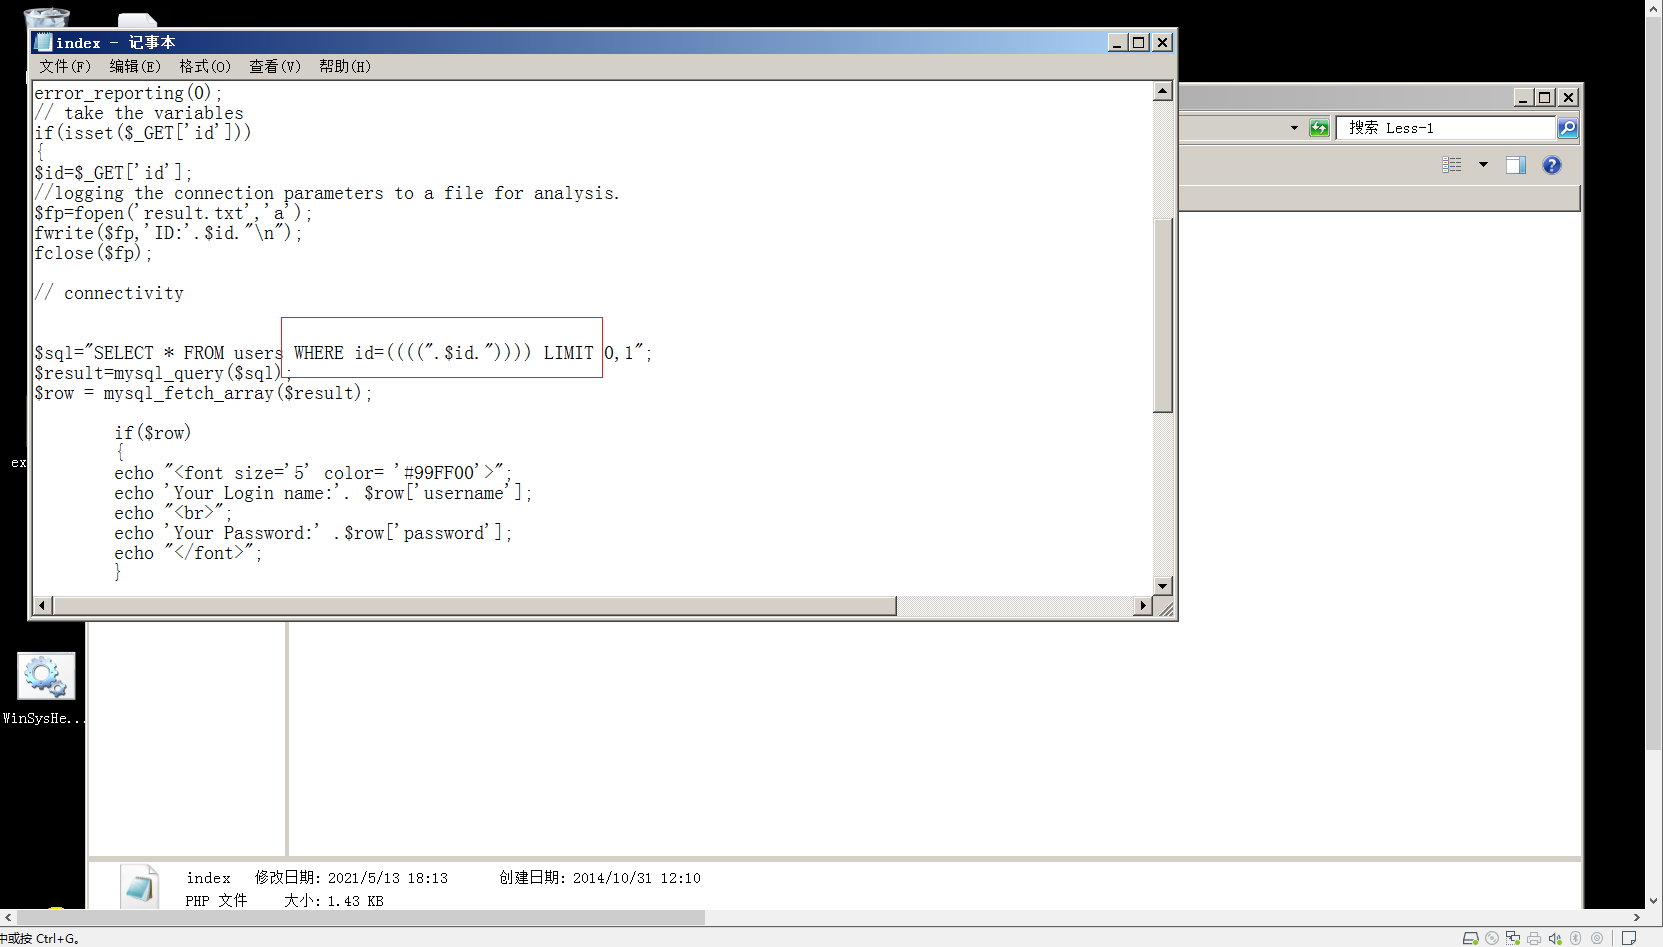 index - 记事本
文件(F) 编辑(E) 格式(O) 查看(V) 帮助(H)
error_reporting(0);
// take the variables
if(isset($_GET['id']))
{
$id=$_GET['id'];
//logging the connection parameters to a file for analysis.
$fp=fopen('result.txt','a');
fwrite($fp,'ID:'.$id."\n");
fclose($fp);
// connectivity
$sql="SELECT * FROM users WHERE id=((((".$id.")))) LIMIT 0,1";
$result=mysql_query($sql);
$row = mysql_fetch_array($result);
if($row)
{
echo "<font size='5' color= '#99FF00'>";
echo 'Your Login name:'. $row['username'];
echo "<br>";
echo 'Your Password:' .$row['password'];
echo "</font>";
}
搜索 Less-1
ex
WinSysHe...
index 修改日期: 2021/5/13 18:13 创建日期: 2014/10/31 12:10
PHP 文件 大小: 1.43 KB
中或按 Ctrl+G。